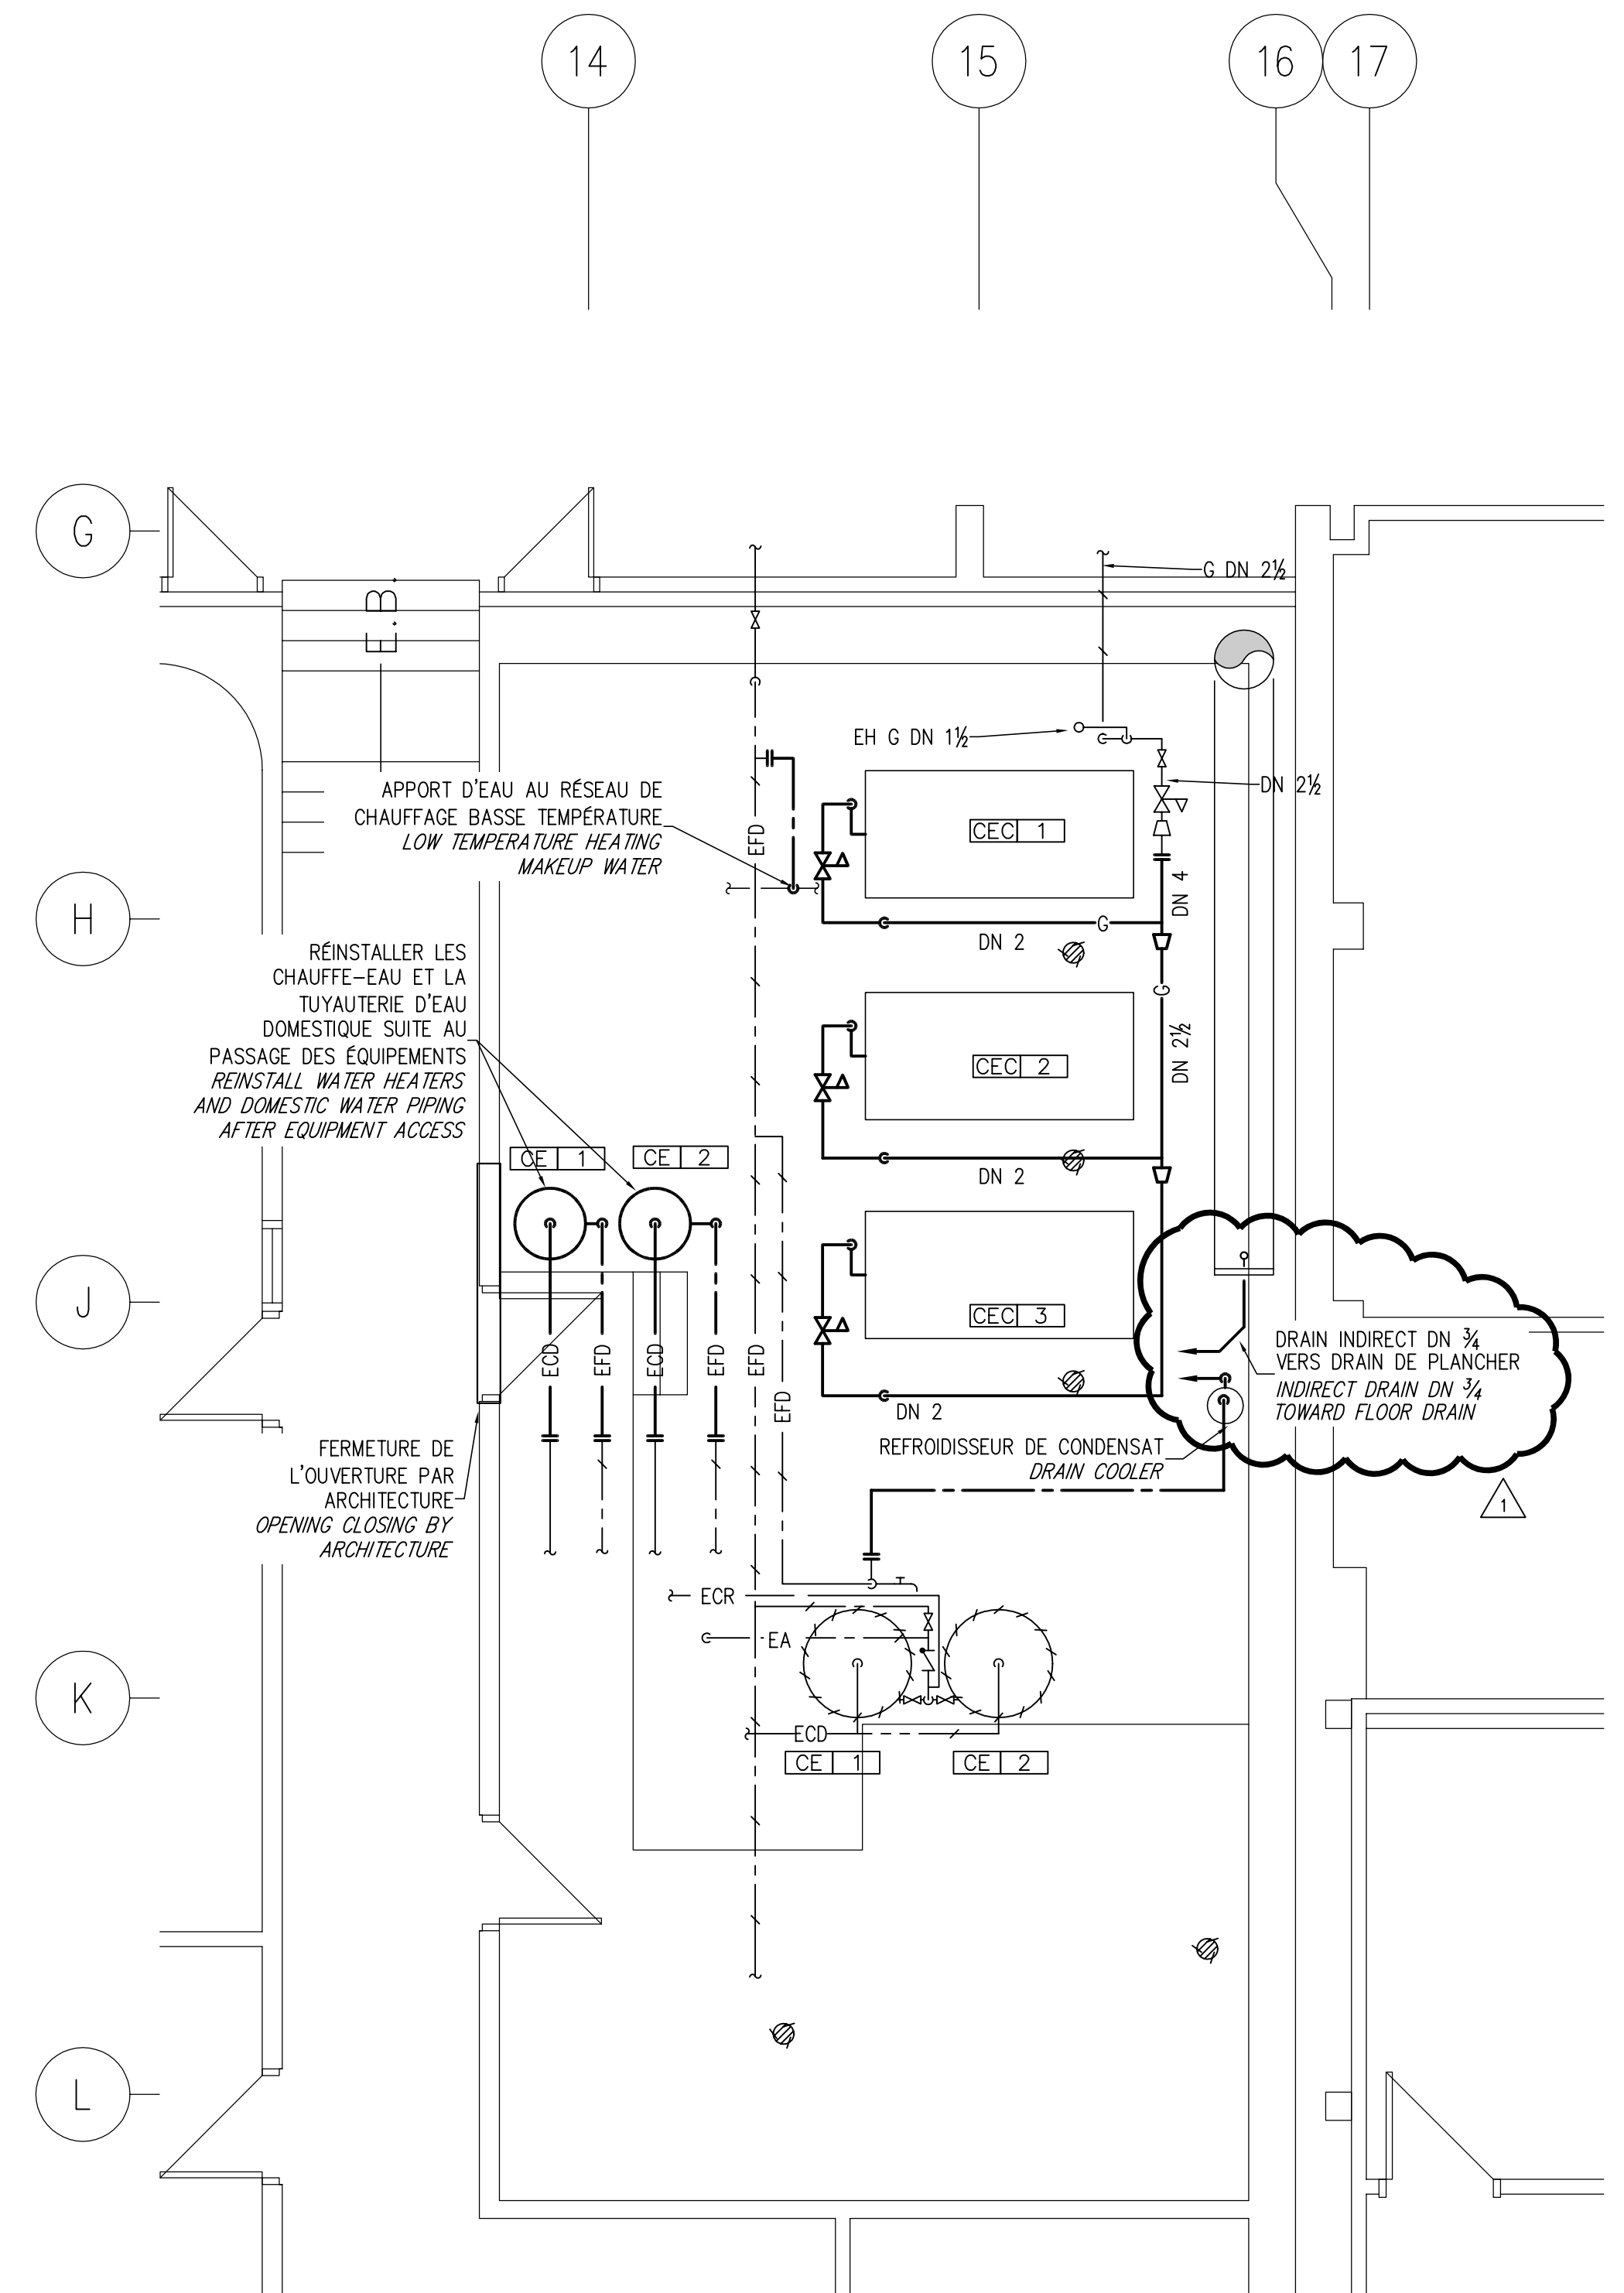 14
15
16
17
G
G DN 2½
E.B.
EH G DN 1½
DN 2½
APPORT D'EAU AU RÉSEAU DE
CHAUFFAGE BASSE TEMPÉRATURE
LOW TEMPERATURE HEATING
MAKEUP WATER
EFD
CEC 1
DN 4
H
G
DN 2
RÉINSTALLER LES
CHAUFFE-EAU ET LA
TUYAUTERIE D'EAU
DOMESTIQUE SUITE AU
PASSAGE DES ÉQUIPEMENTS
REINSTALL WATER HEATERS
AND DOMESTIC WATER PIPING
AFTER EQUIPMENT ACCESS
G
DN 2½
CEC 2
DN 2
CE 1
CE 2
J
CEC 3
ECD
EFD
ECD
EFD
EFD
EFD
DN 2
DRAIN INDIRECT DN ¾
VERS DRAIN DE PLANCHER
INDIRECT DRAIN DN ¾
TOWARD FLOOR DRAIN
REFROIDISSEUR DE CONDENSAT
DRAIN COOLER
1
FERMETURE DE
L'OUVERTURE PAR
ARCHITECTURE
OPENING CLOSING BY
ARCHITECTURE
ECR
EA
K
ECD
CE 1
CE 2
L